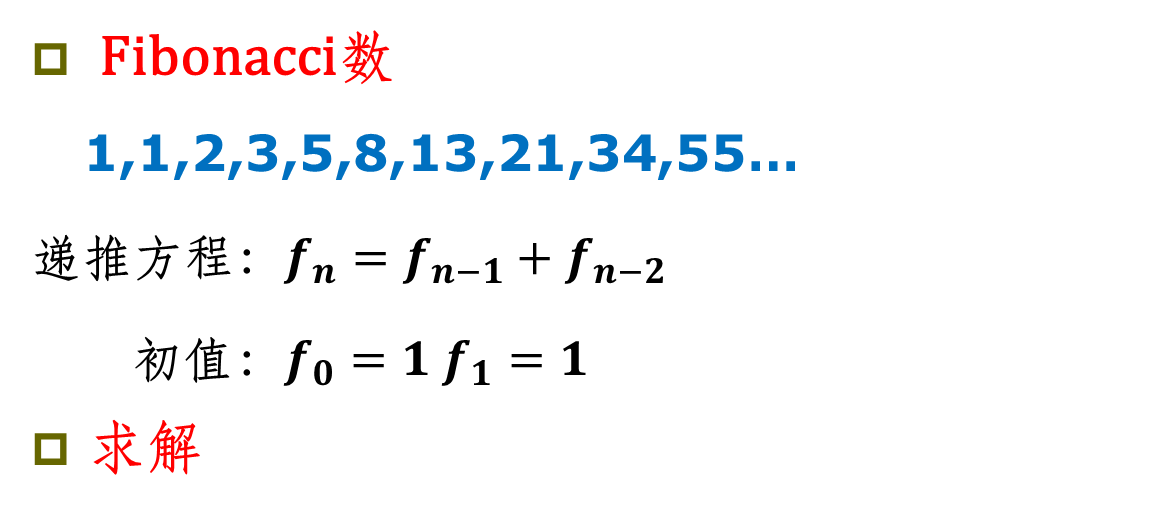 Fibonacci数
1,1,2,3,5,8,13,21,34,55…
递推方程：fₙ = fₙ₋₁ + fₙ₋₂
初值：f₀ = 1 f₁ = 1
求解